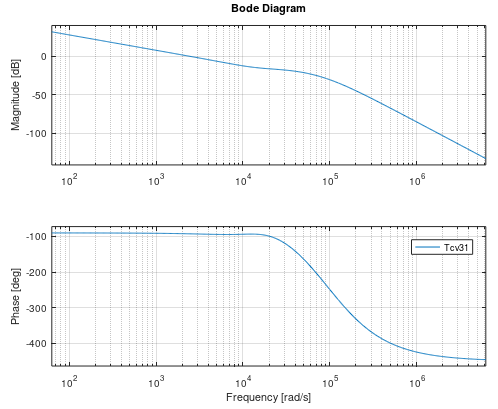 Bode Diagram
Magnitude [dB]
0
-50
-100
10^2 10^3 10^4 10^5 10^6
Phase [deg]
-100
-200
-300
-400
Tcv31
10^2 10^3 10^4 10^5 10^6
Frequency [rad/s]